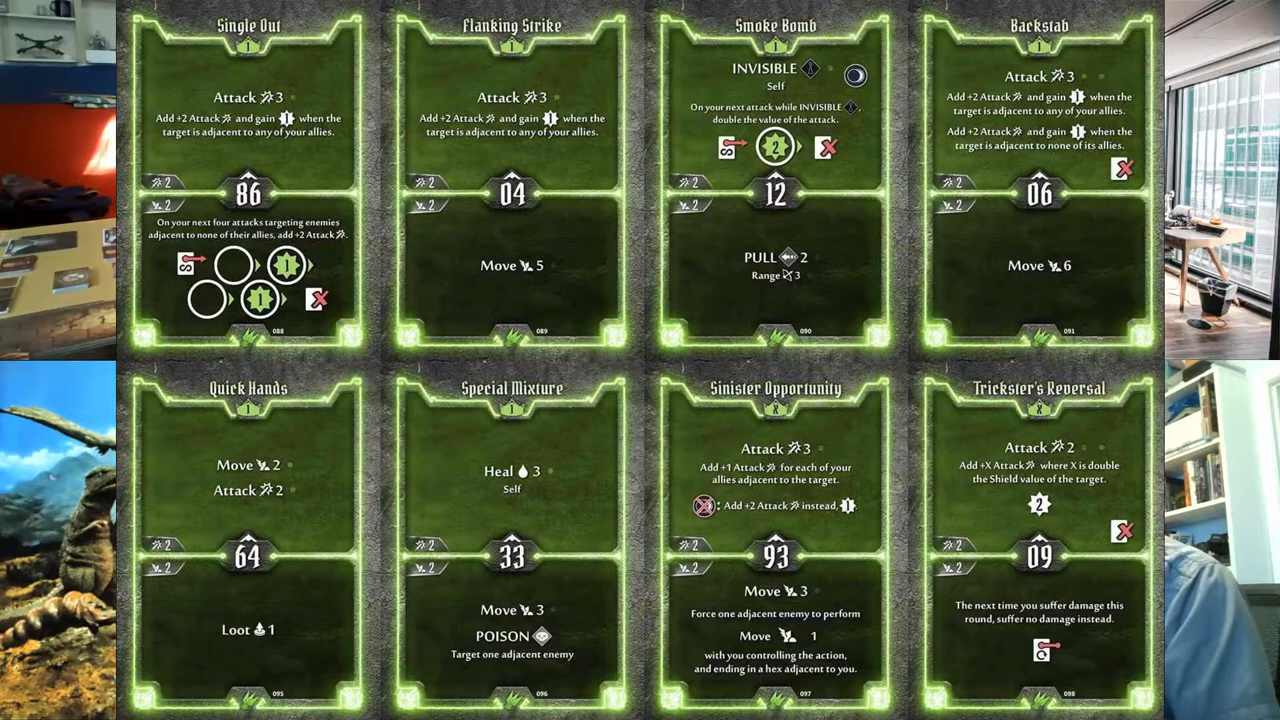 Single Out
1
Attack 3
Add +2 Attack and gain 1 when the
target is adjacent to any of your allies.
2
86
2
On your next four attacks targeting enemies
adjacent to none of their allies, add +2 Attack.
S
1
1
088
Flanking Strike
1
Attack 3
Add +2 Attack and gain 1 when the
target is adjacent to any of your allies.
2
04
2
Move 5
089
Smoke Bomb
1
INVISIBLE
Self
On your next attack while INVISIBLE,
double the value of the attack.
S
2
2
12
2
PULL 2
Range 3
090
Backstab
1
Attack 3
Add +2 Attack and gain 1 when the
target is adjacent to any of your allies.
Add +2 Attack and gain 1 when the
target is adjacent to none of its allies.
2
06
2
Move 6
091
Quick Hands
1
Move 2
Attack 2
2
64
2
Loot 1
095
Special Mixture
1
Heal 3
Self
2
33
2
Move 3
POISON
Target one adjacent enemy
096
Sinister Opportunity
X
Attack 3
Add +1 Attack for each of your
allies adjacent to the target.
: Add +2 Attack instead, 1.
2
93
2
Move 3
Force one adjacent enemy to perform
Move 1
with you controlling the action,
and ending in a hex adjacent to you.
097
Trickster's Reversal
X
Attack 2
Add +X Attack where X is double
the Shield value of the target.
2
2
09
2
The next time you suffer damage this
round, suffer no damage instead.
098